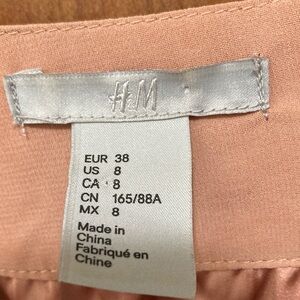 H&M
EUR 38
US 8
CA 8
CN 165/88A
MX 8
Made in
China
Fabriqué en
Chine